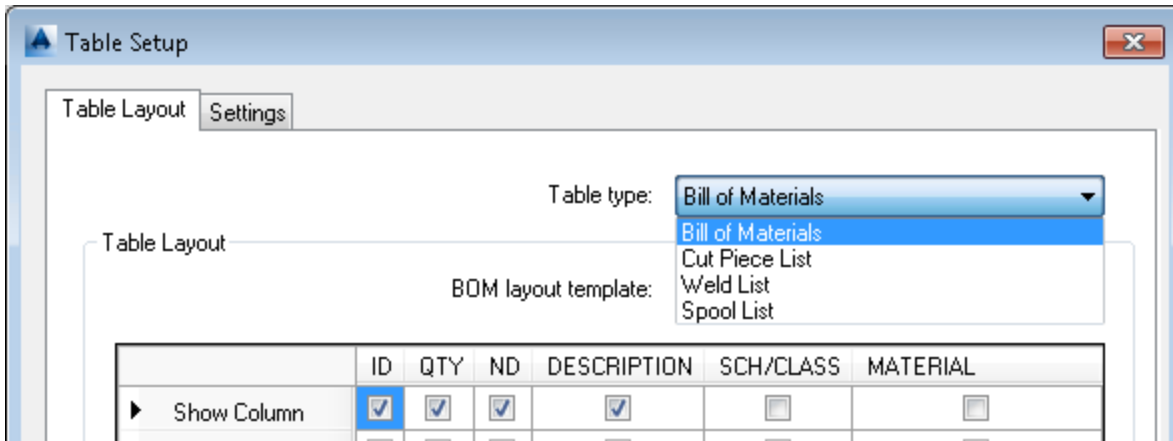 Table Setup
Table Layout Settings
Table type: Bill of Materials
Bill of Materials
Table Layout
Cut Piece List
BOM layout template: Weld List
Spool List
ID QTY ND DESCRIPTION SCH/CLASS MATERIAL
Show Column